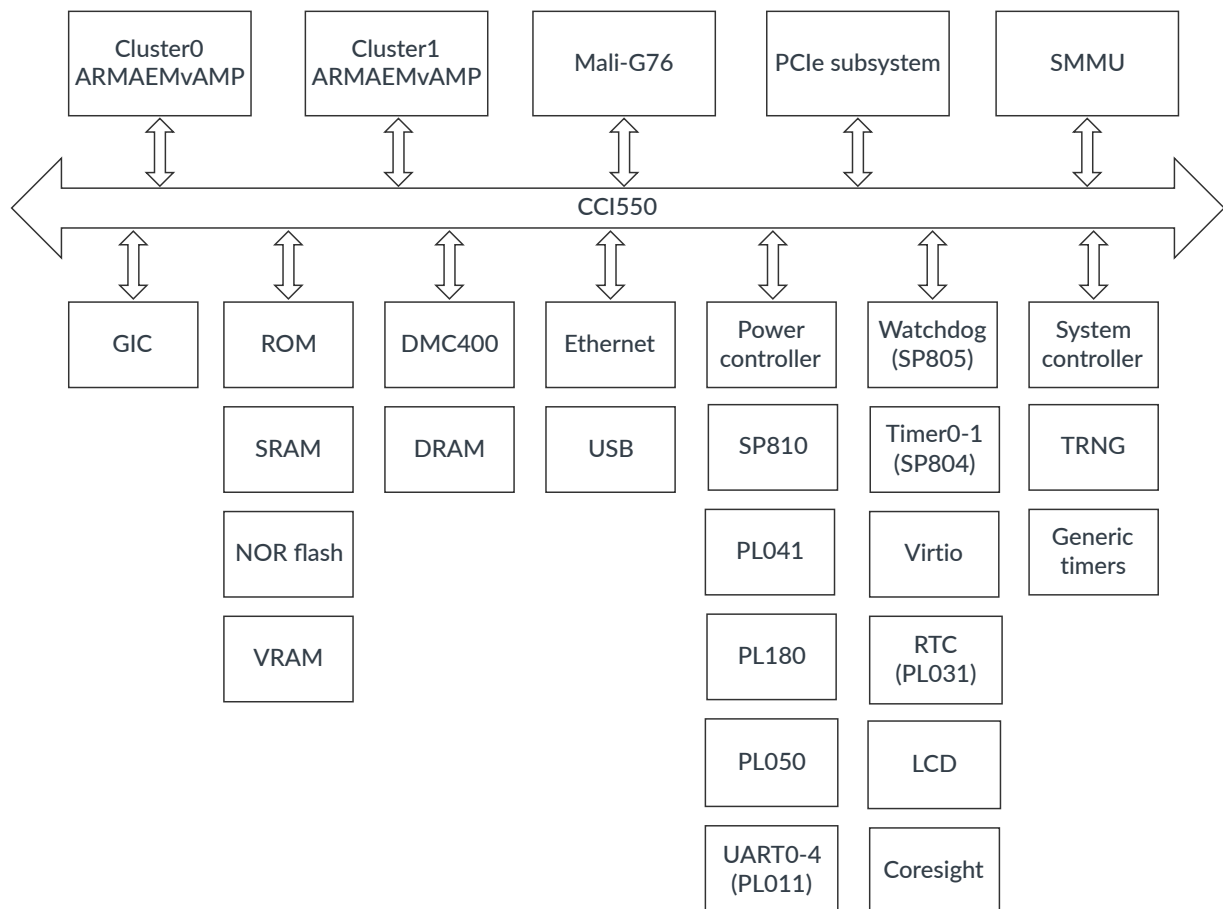 Cluster0
ARMAEMvAMP
Cluster1
ARMAEMvAMP
Mali-G76
PCIe subsystem
SMMU
CCI550
GIC
ROM
DMC400
Ethernet
Power
controller
Watchdog
(SP805)
System
controller
SRAM
DRAM
USB
SP810
Timer0-1
(SP804)
TRNG
NOR flash
PL041
Virtio
Generic
timers
VRAM
PL180
RTC
(PL031)
PL050
LCD
UART0-4
(PL011)
Coresight